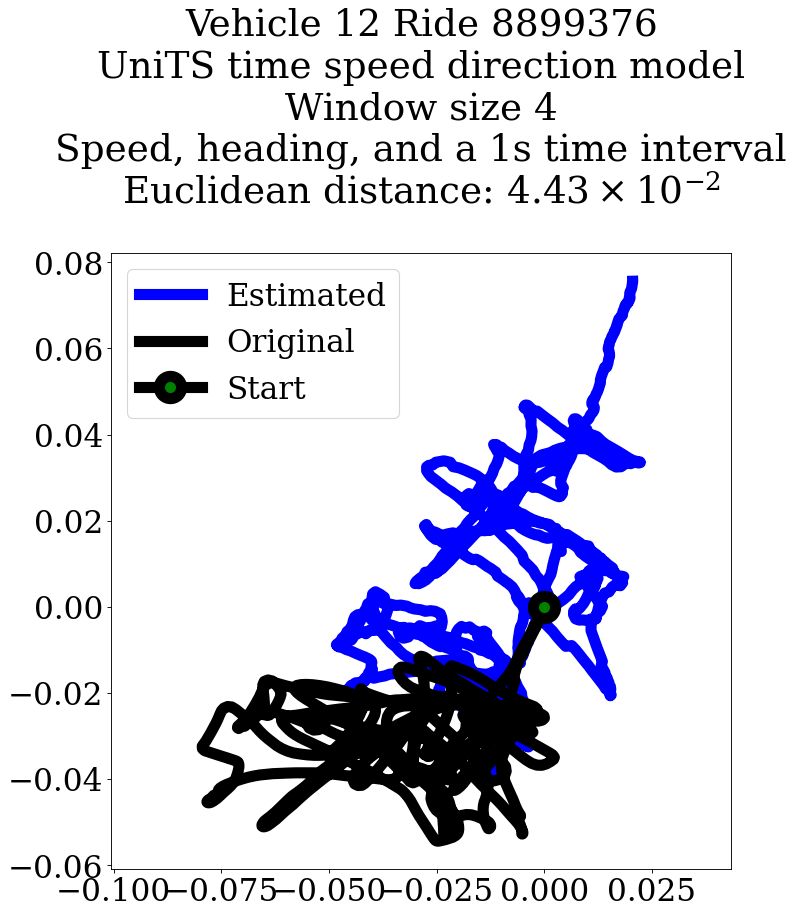 Vehicle 12 Ride 8899376
UniTS time speed direction model
Window size 4
Speed, heading, and a 1s time interval
Euclidean distance: 4.43 × 10⁻²
0.08
0.06
0.04
0.02
0.00
−0.02
−0.04
−0.06
Estimated
Original
Start
−0.100 −0.075 −0.050 −0.025 0.000 0.025